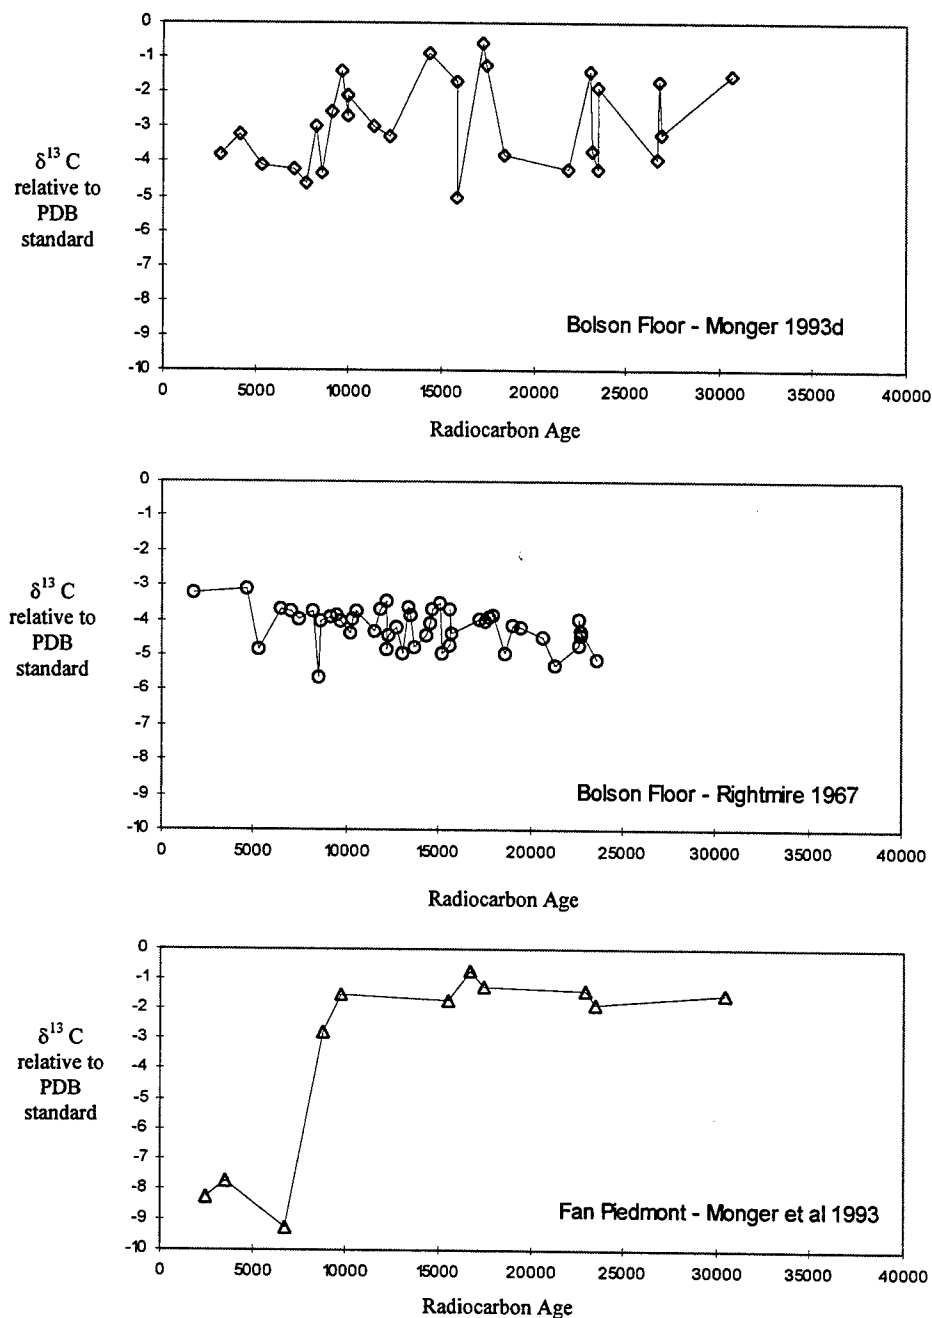 0
-1
-2
-3
-4
-5
-6
-7
-8
-9
-10
δ¹³ C
relative to
PDB
standard
Bolson Floor - Monger 1993d
0 5000 10000 15000 20000 25000 30000 35000 40000
Radiocarbon Age
0
-1
-2
-3
-4
-5
-6
-7
-8
-9
-10
δ¹³ C
relative to
PDB
standard
Bolson Floor - Rightmire 1967
0 5000 10000 15000 20000 25000 30000 35000 40000
Radiocarbon Age
0
-1
-2
-3
-4
-5
-6
-7
-8
-9
-10
δ¹³ C
relative to
PDB
standard
Fan Piedmont - Monger et al 1993
0 5000 10000 15000 20000 25000 30000 35000 40000
Radiocarbon Age